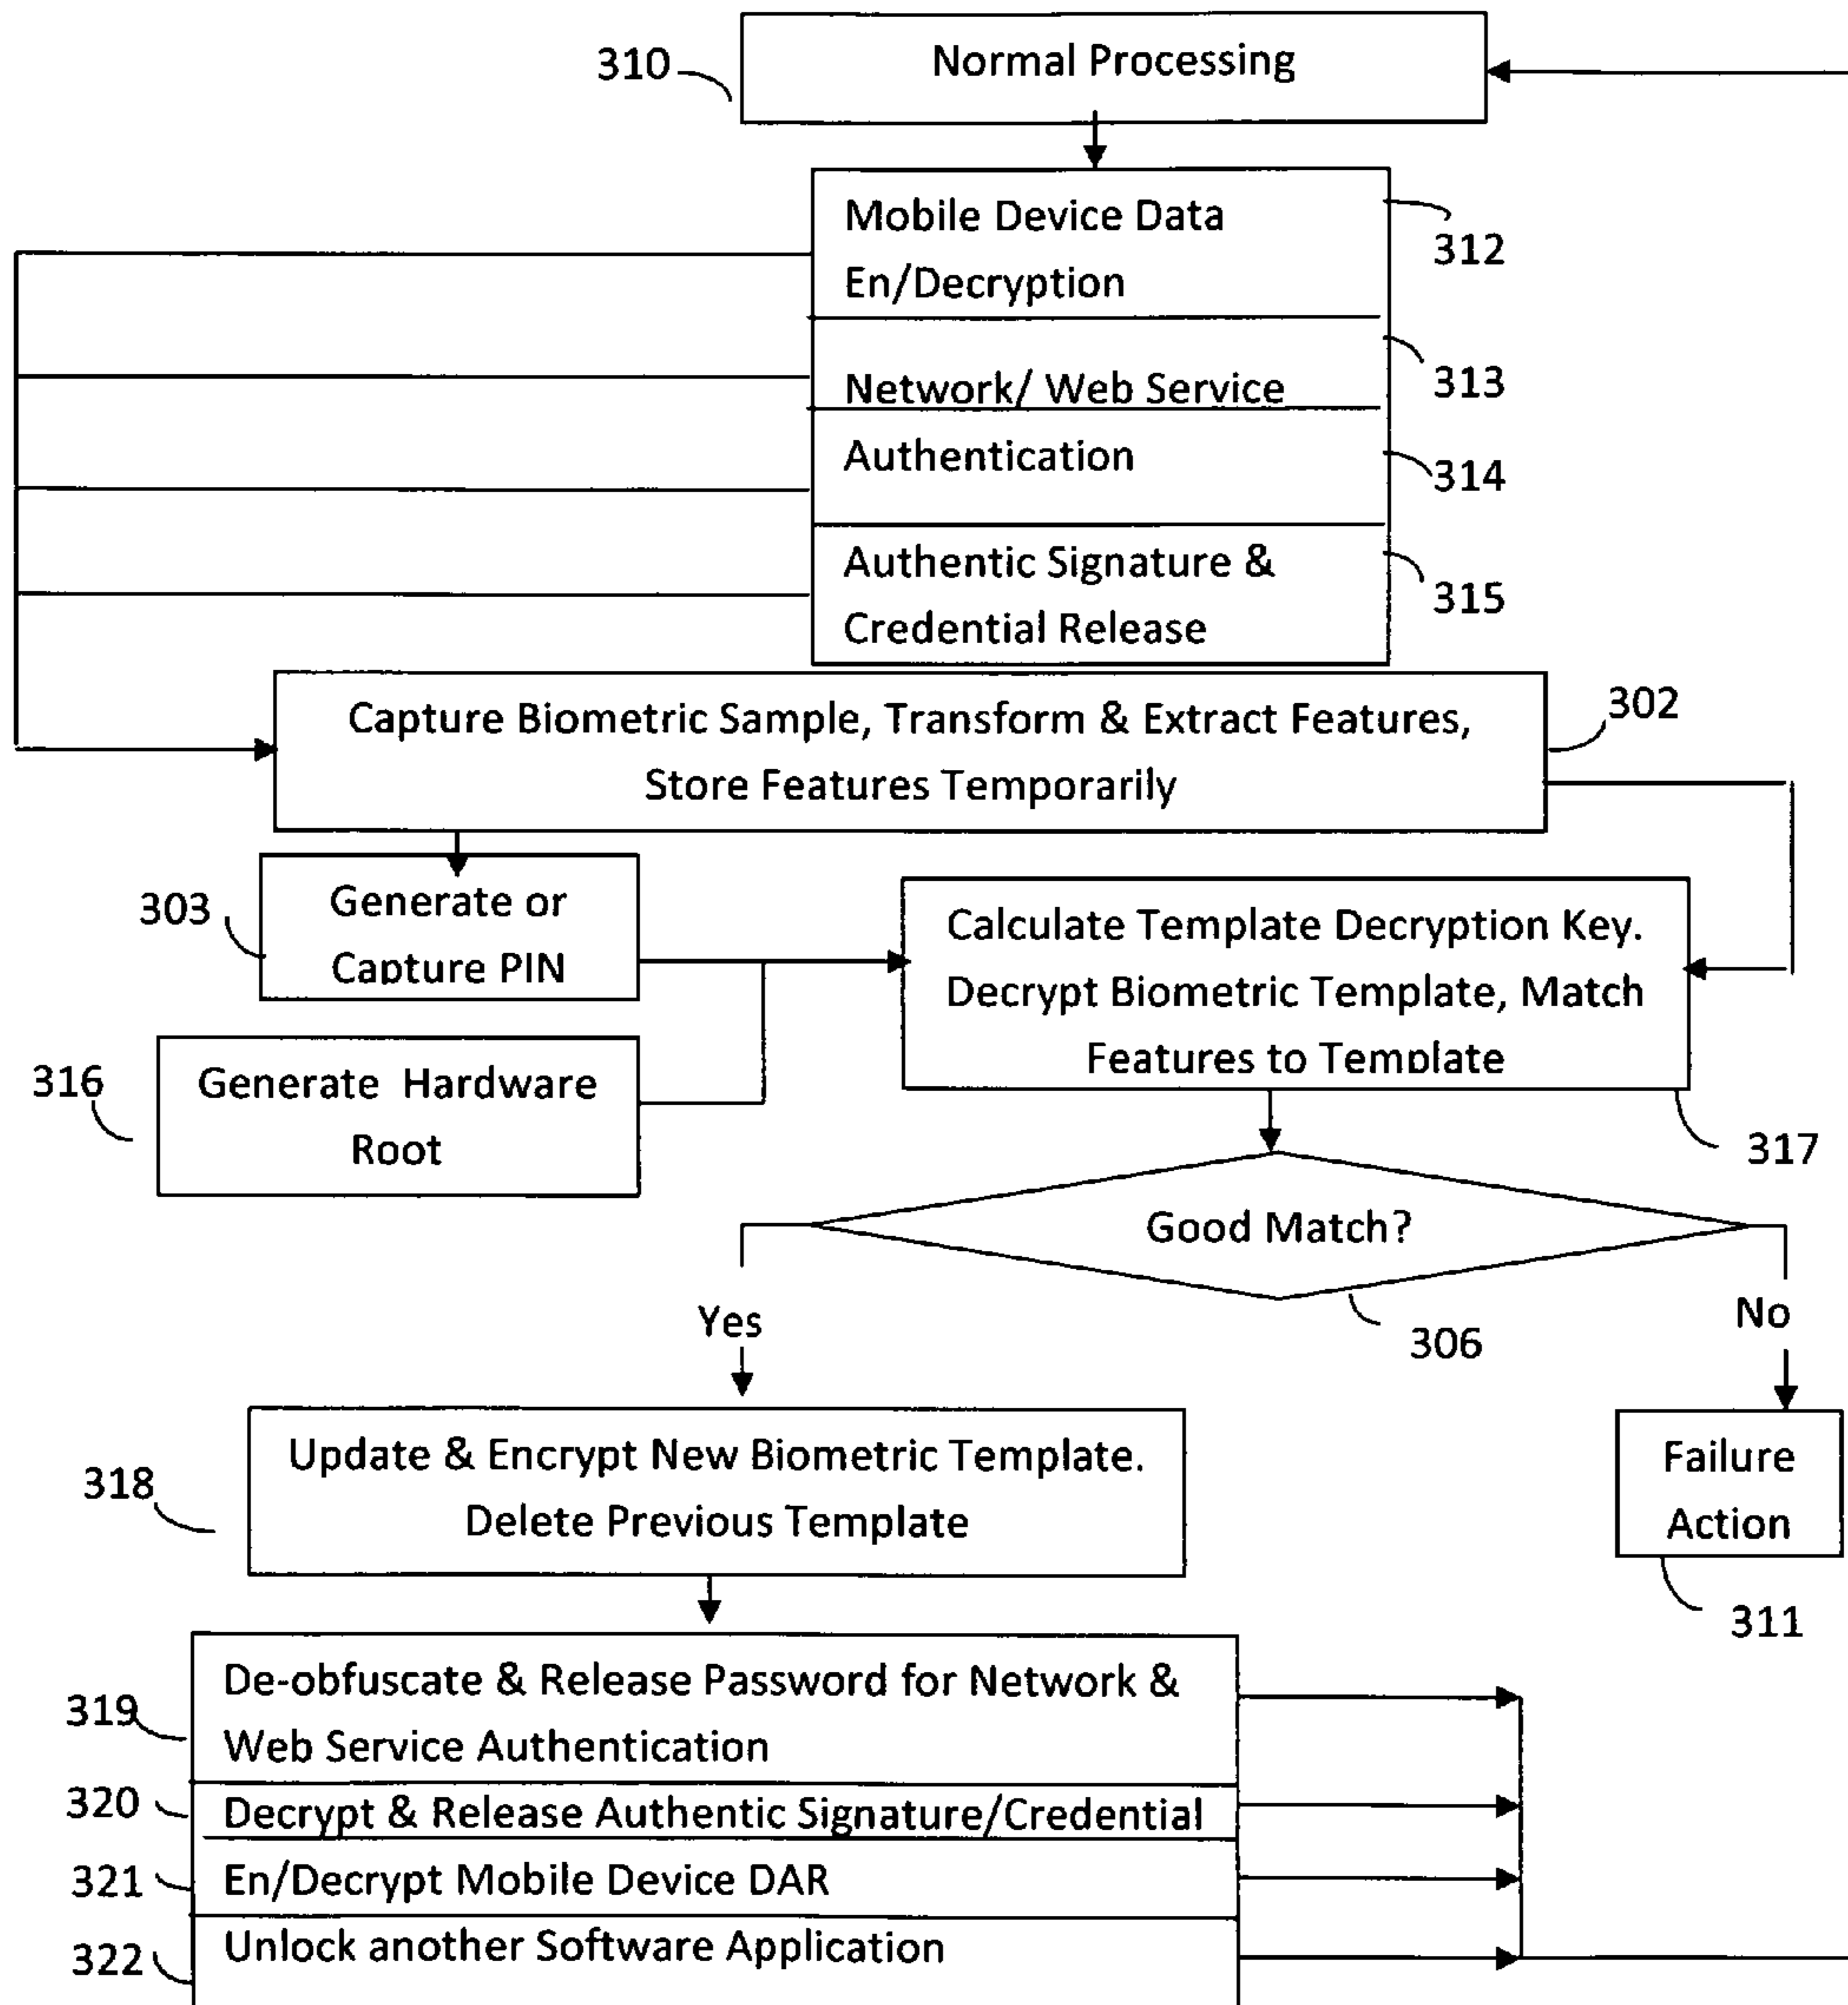 310
Normal Processing
Mobile Device Data
En/Decryption
312
Network/ Web Service
313
Authentication
314
Authentic Signature &
Credential Release
315
Capture Biometric Sample, Transform & Extract Features,
Store Features Temporarily
302
303
Generate or
Capture PIN
Calculate Template Decryption Key.
Decrypt Biometric Template, Match
Features to Template
317
316
Generate Hardware
Root
Good Match?
306
Yes
No
318
Update & Encrypt New Biometric Template.
Delete Previous Template
Failure
Action
311
319
De-obfuscate & Release Password for Network &
Web Service Authentication
320
Decrypt & Release Authentic Signature/Credential
321
En/Decrypt Mobile Device DAR
322
Unlock another Software Application